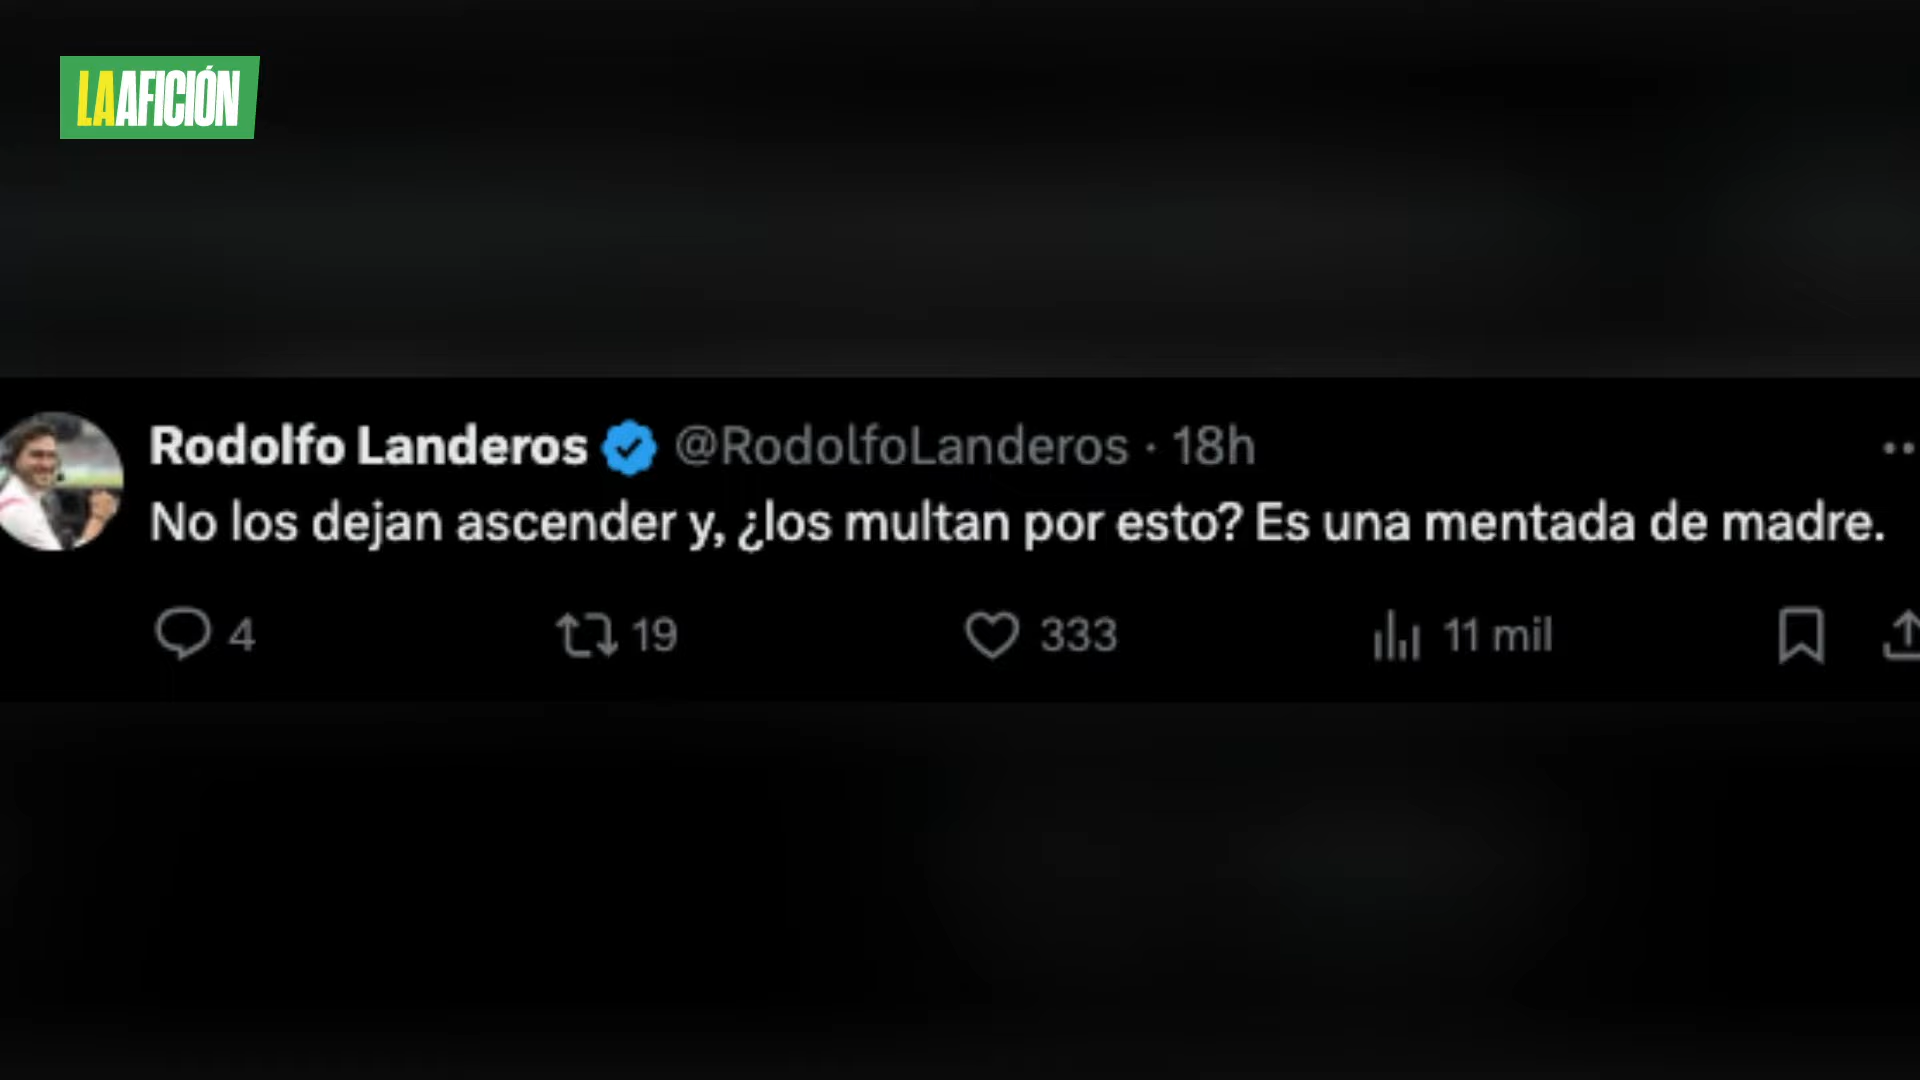 LAAFICIÓN
Rodolfo Landeros @RodolfoLanderos · 18h
No los dejan ascender y, ¿los multan por esto? Es una mentada de madre.
4 19 333 11 mil